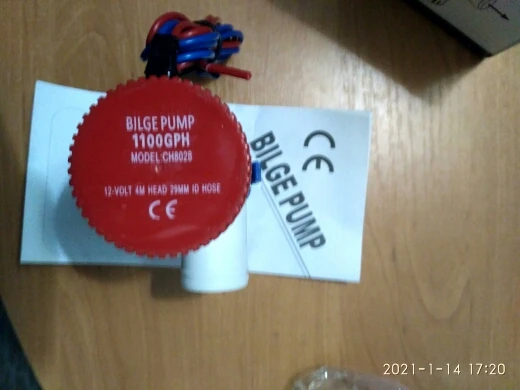 BILGE PUMP
1100GPH
MODEL:CH8028
12-VOLT 4M HEAD 29MM ID HOSE
CE
CE
BILGE PUMP
2021-1-14 17:20